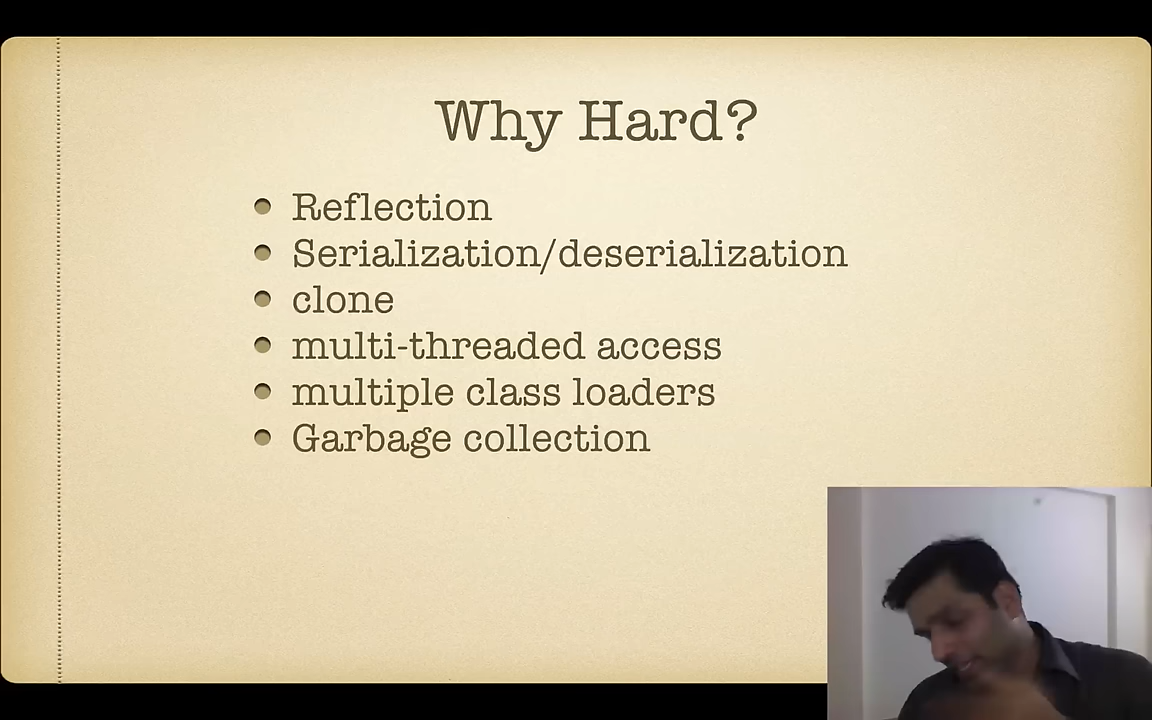 Why Hard?
Reflection
Serialization/deserialization
clone
multi-threaded access
multiple class loaders
Garbage collection